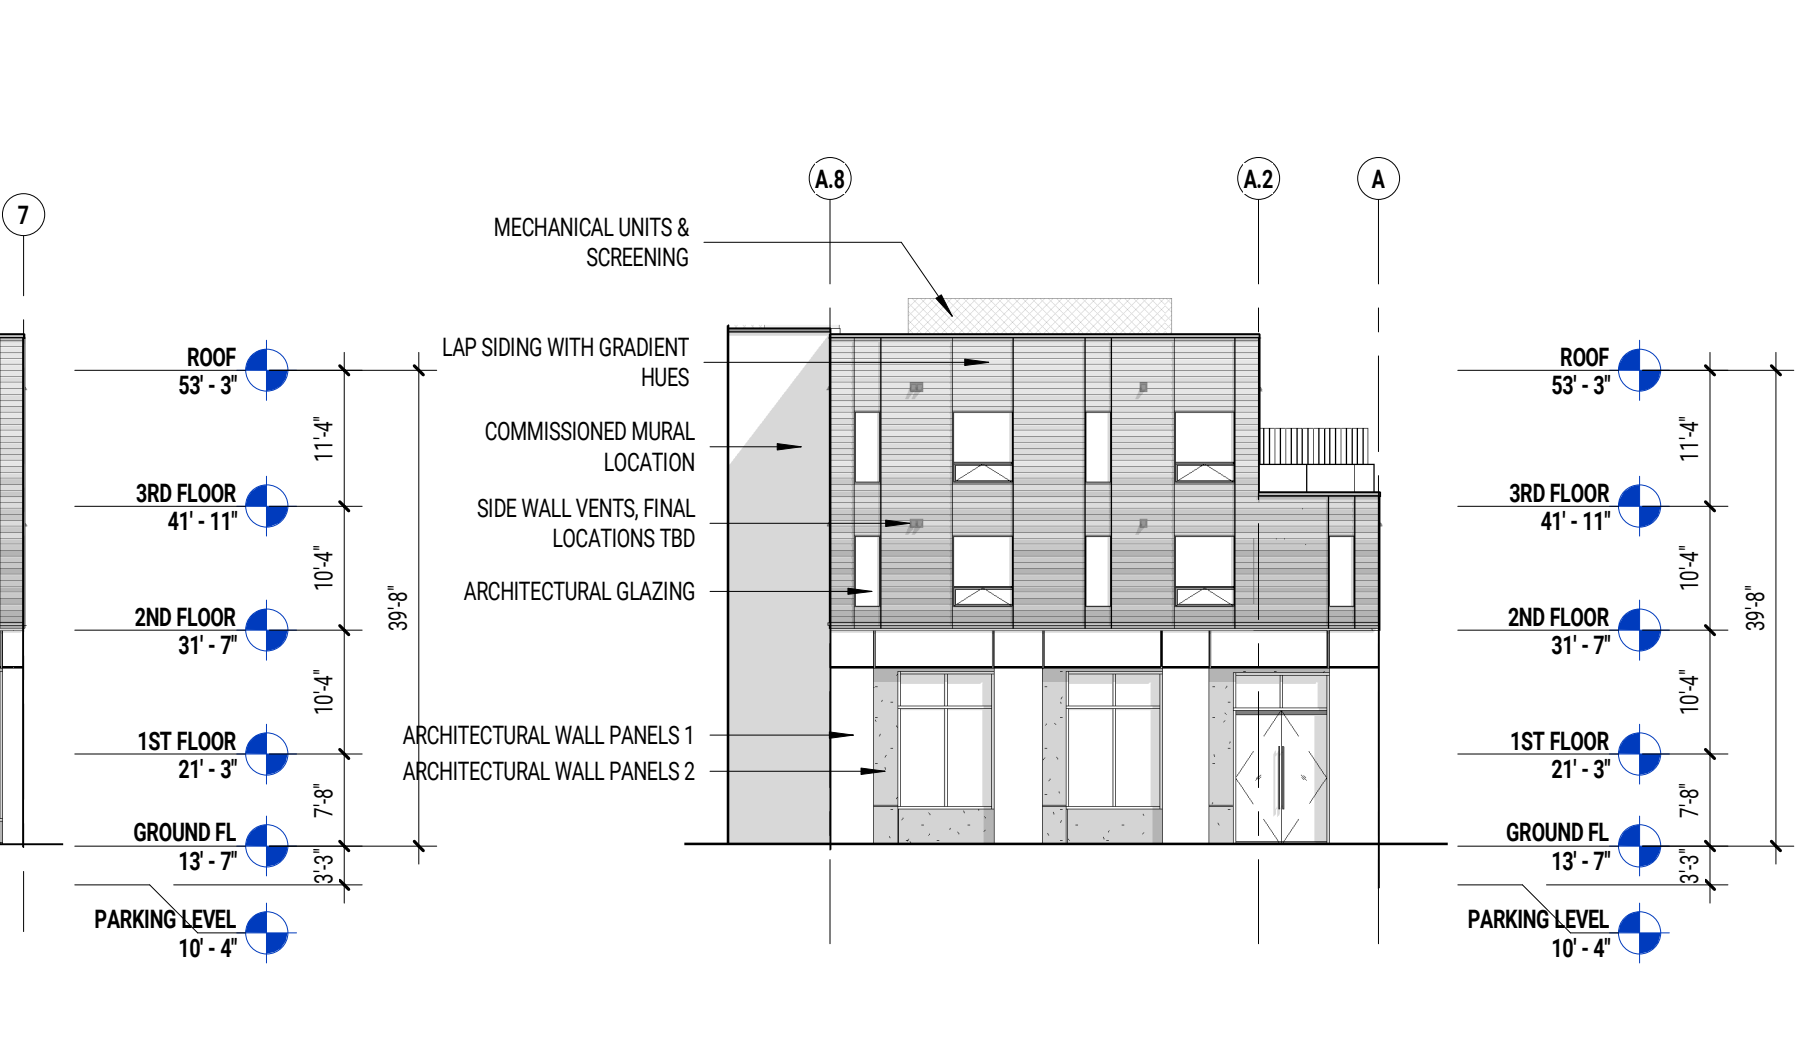 7
A.8
A.2
A
MECHANICAL UNITS &
SCREENING
LAP SIDING WITH GRADIENT
HUES
COMMISSIONED MURAL
LOCATION
SIDE WALL VENTS, FINAL
LOCATIONS TBD
ARCHITECTURAL GLAZING
ARCHITECTURAL WALL PANELS 1
ARCHITECTURAL WALL PANELS 2
ROOF
53' - 3"
3RD FLOOR
41' - 11"
2ND FLOOR
31' - 7"
1ST FLOOR
21' - 3"
GROUND FL
13' - 7"
PARKING LEVEL
10' - 4"
11'-4"
10'-4"
10'-4"
7'-8"
3'-3"
39'-8"
ROOF
53' - 3"
3RD FLOOR
41' - 11"
2ND FLOOR
31' - 7"
1ST FLOOR
21' - 3"
GROUND FL
13' - 7"
PARKING LEVEL
10' - 4"
11'-4"
10'-4"
10'-4"
7'-8"
3'-3"
39'-8"